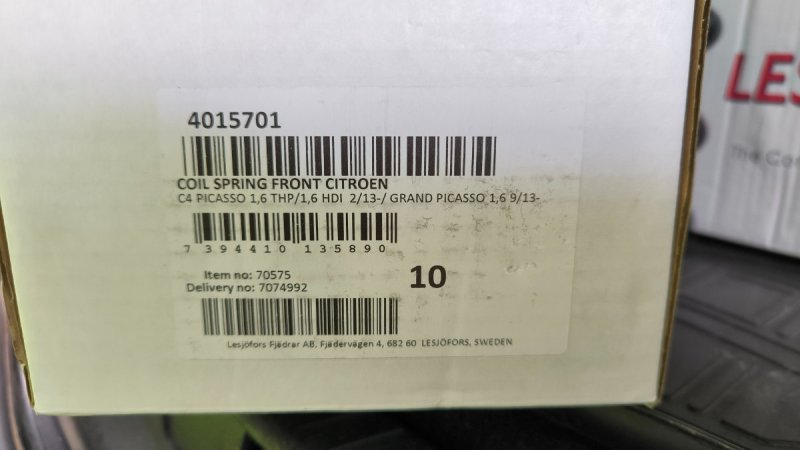 LES
The Co
4015701
COIL SPRING FRONT CITROEN
C4 PICASSO 1,6 THP/1,6 HDI 2/13-/ GRAND PICASSO 1,6 9/13-
7 394410 135890
Item no: 70575
10
Delivery no: 7074992
Lesjöfors Fjädrar AB, Fjädervägen 4, 682 60 LESJÖFORS, SWEDEN